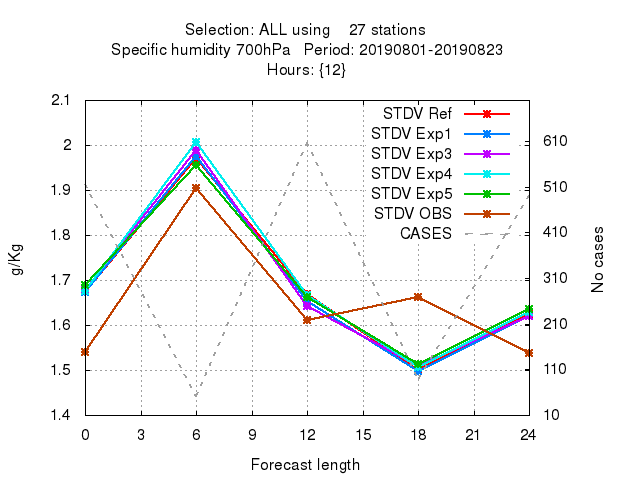 Selection: ALL using    27 stations
Specific humidity 700hPa   Period: 20190801-20190823
Hours: {12}
2.1
2
1.9
1.8
1.7
1.6
1.5
1.4
g/Kg
STDV Ref
STDV Exp1
STDV Exp3
STDV Exp4
STDV Exp5
STDV OBS
CASES
610
510
410
310
210
110
10
No cases
0 3 6 9 12 15 18 21 24
Forecast length